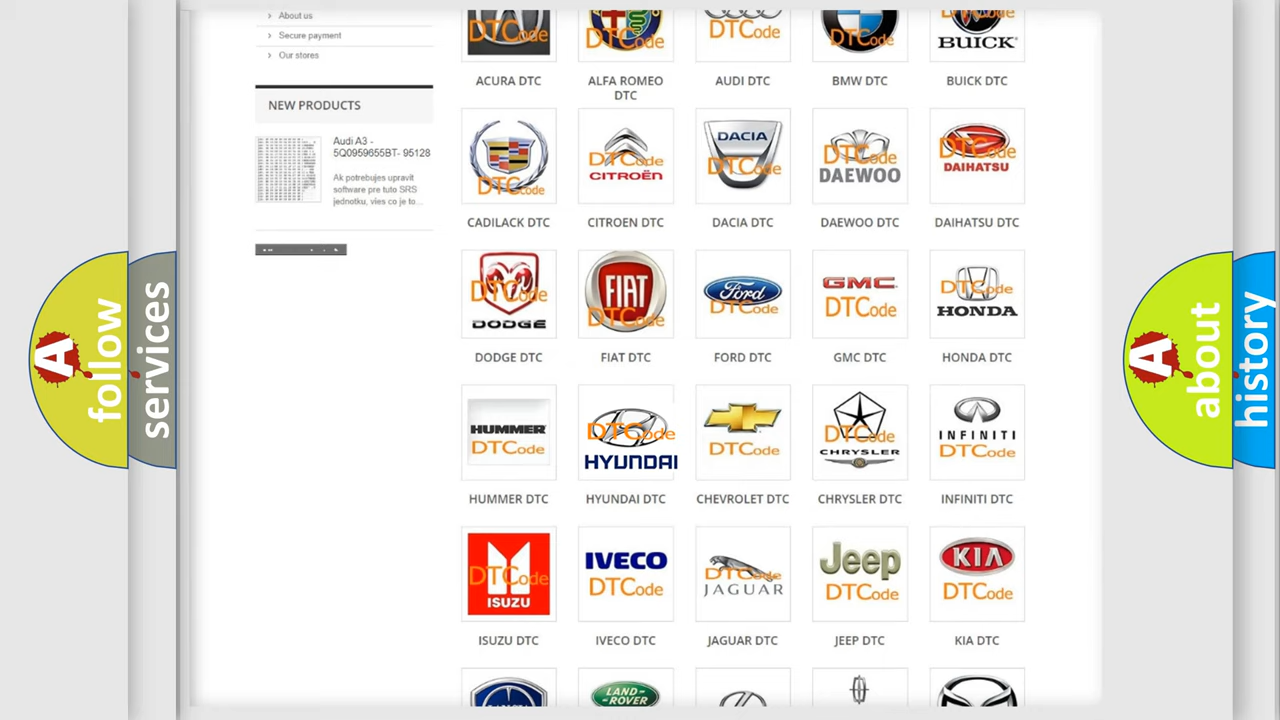 About us
Secure payment
Our stores
NEW PRODUCTS
Audi A3 -
5Q0959655BT- 95128
Ak potrebujes upravit
software pre tuto SRS
jednotku, vies co je to...
DTCode
DTCode
DTCode
DTCode
BUICK
ACURA DTC
ALFA ROMEO
DTC
AUDI DTC
BMW DTC
BUICK DTC
DTCode
DTCode
CITROËN
DACIA
DTCode
DTCode
DAEWOO
DTCode
DAIHATSU
CADILACK DTC
CITROEN DTC
DACIA DTC
DAEWOO DTC
DAIHATSU DTC
DTCode
DODGE
FIAT
DTCode
Ford
DTCode
GMC
DTCode
DTCode
HONDA
DODGE DTC
FIAT DTC
FORD DTC
GMC DTC
HONDA DTC
HUMMER
DTCode
DTCode
HYUNDAI
DTCode
DTCode
CHRYSLER
INFINITI
DTCode
HUMMER DTC
HYUNDAI DTC
CHEVROLET DTC
CHRYSLER DTC
INFINITI DTC
DTCode
ISUZU
IVECO
DTCode
DTCode
JAGUAR
Jeep
DTCode
KIA
DTCode
ISUZU DTC
IVECO DTC
JAGUAR DTC
JEEP DTC
KIA DTC
LAND-
ROVER
A
follow
services
A
about
history